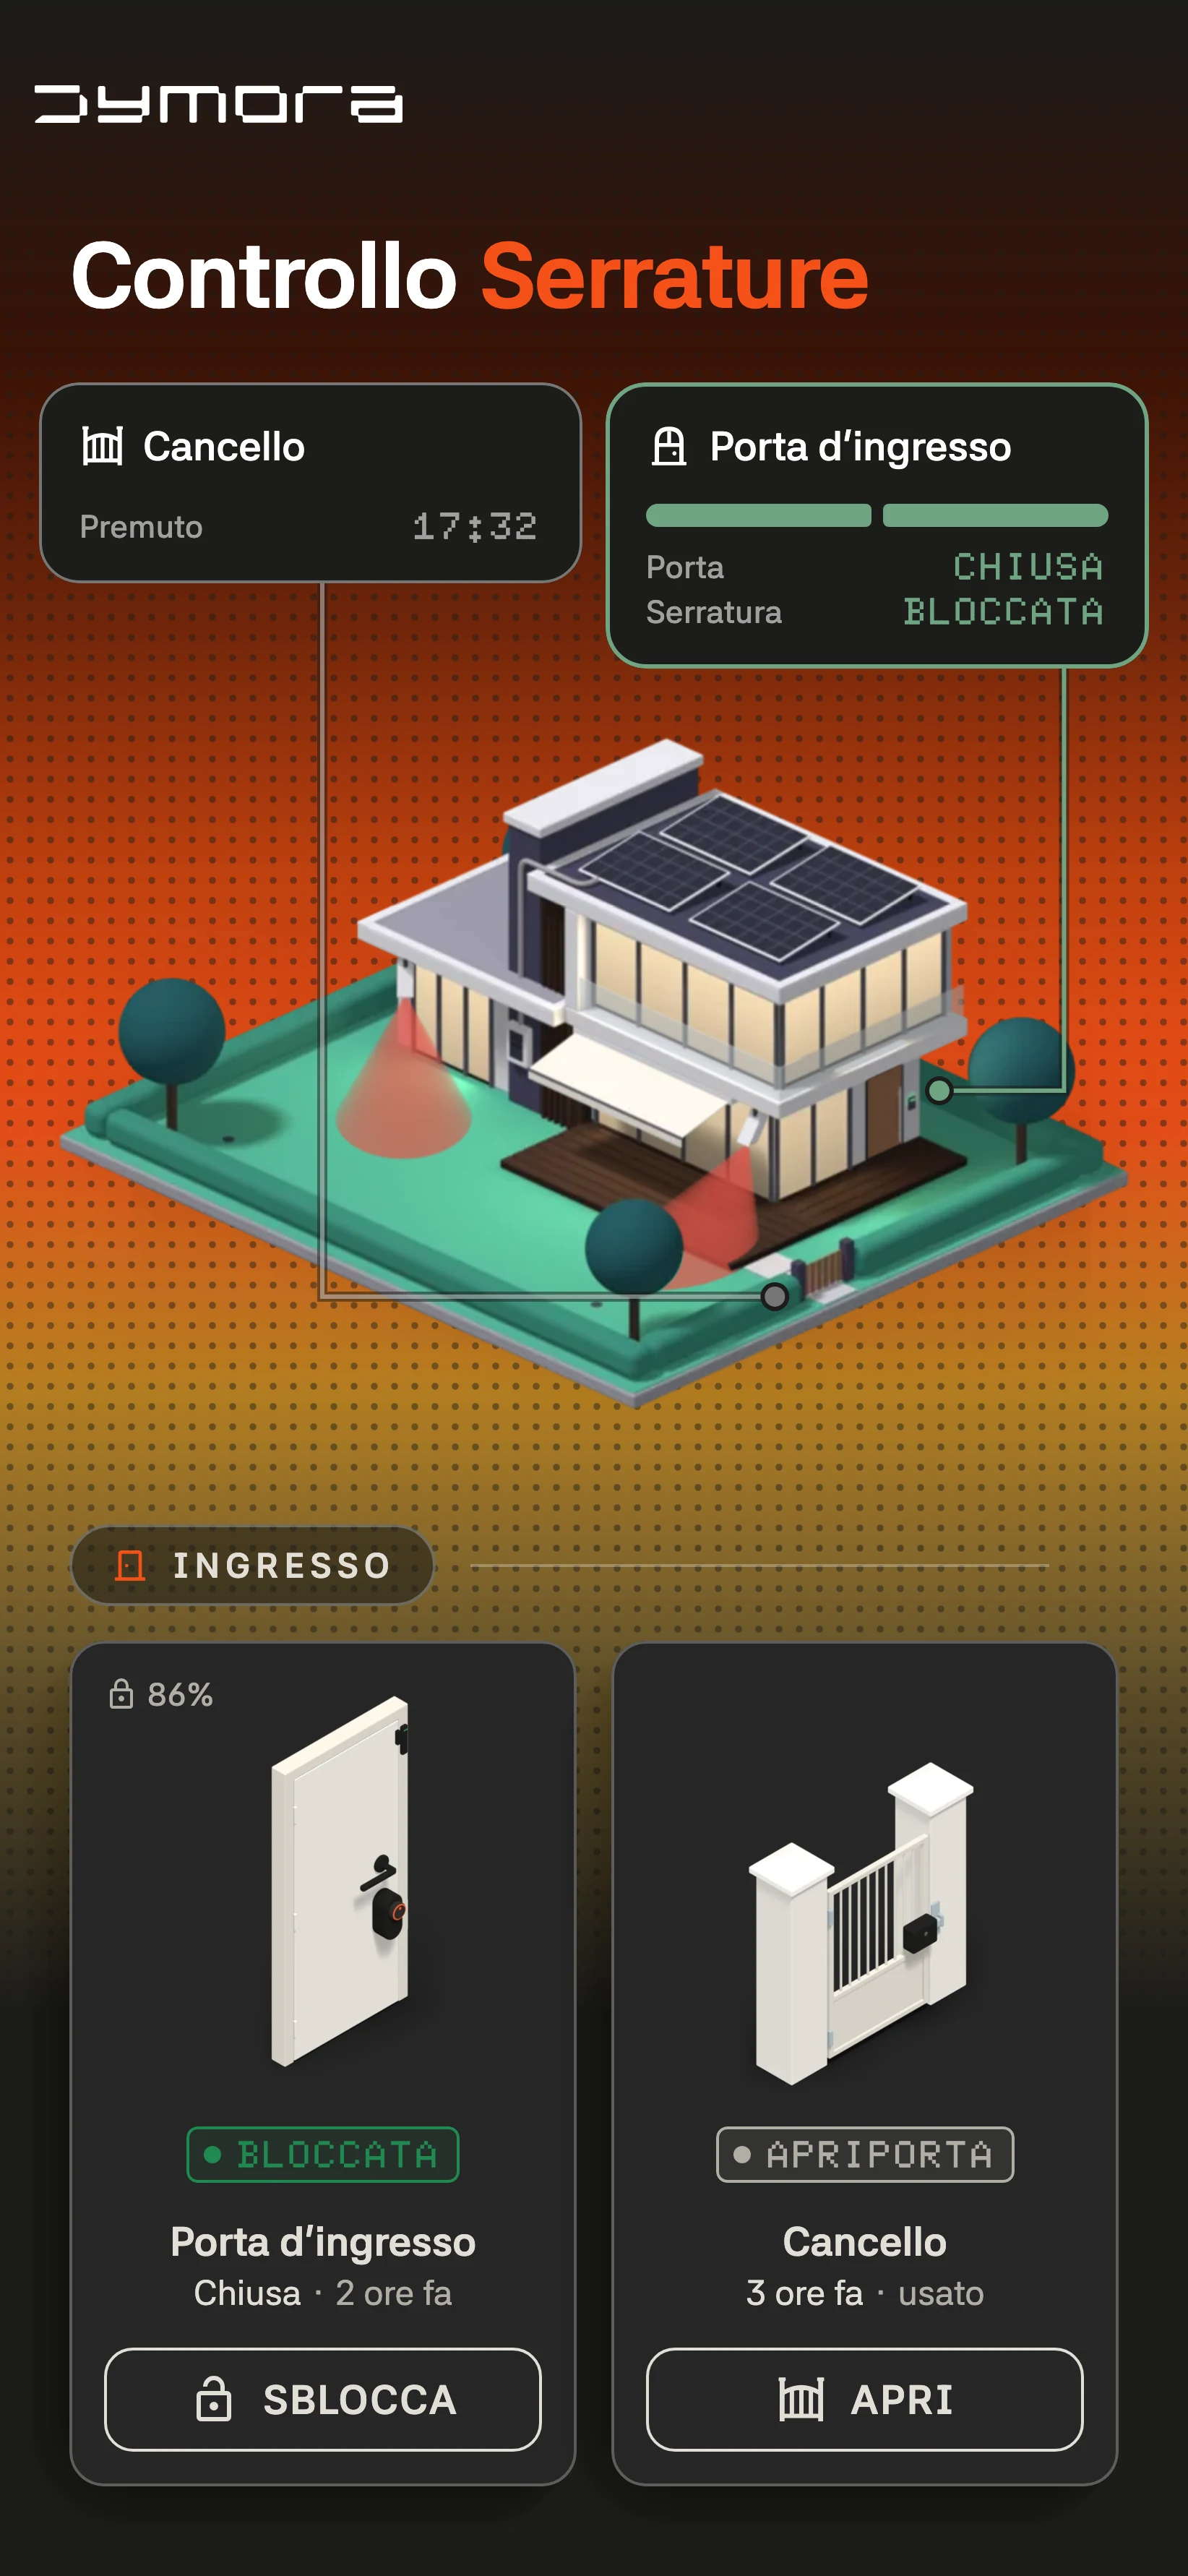 Dymora
Controllo Serrature
Cancello
Premuto 17:32
Porta d'ingresso
Porta CHIUSA
Serratura BLOCCATA
INGRESSO
86%
BLOCCATA
Porta d'ingresso
Chiusa · 2 ore fa
SBLOCCA
APRIPORTA
Cancello
3 ore fa · usato
APRI